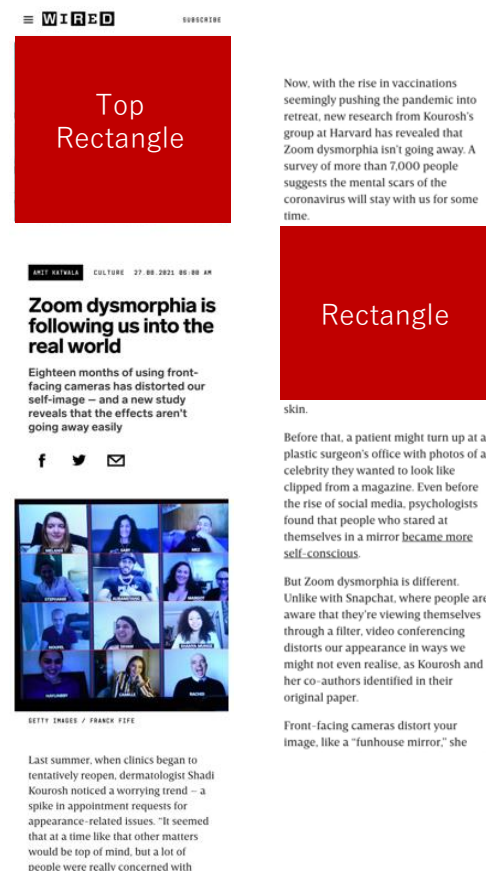 WIRED
SUBSCRIBE
Top
Rectangle
AMIT KATWALA
CULTURE
27.08.2021 06:00 AM
Zoom dysmorphia is
following us into the
real world
Eighteen months of using front-
facing cameras has distorted our
self-image – and a new study
reveals that the effects aren't
going away easily
f
MELANIE
GABY
STEPHANIE
CAMILLE
RACHID
GETTY IMAGES / FRANCK FIFE
Last summer, when clinics began to
tentatively reopen, dermatologist Shadi
Kourosh noticed a worrying trend – a
spike in appointment requests for
appearance-related issues. “It seemed
that at a time like that other matters
would be top of mind, but a lot of
people were really concerned with
Now, with the rise in vaccinations
seemingly pushing the pandemic into
retreat, new research from Kourosh's
group at Harvard has revealed that
Zoom dysmorphia isn't going away. A
survey of more than 7,000 people
suggests the mental scars of the
coronavirus will stay with us for some
time.
Rectangle
skin.
Before that, a patient might turn up at a
plastic surgeon's office with photos of a
celebrity they wanted to look like
clipped from a magazine. Even before
the rise of social media, psychologists
found that people who stared at
themselves in a mirror became more
self-conscious.
But Zoom dysmorphia is different.
Unlike with Snapchat, where people are
aware that they're viewing themselves
through a filter, video conferencing
distorts our appearance in ways we
might not even realise, as Kourosh and
her co-authors identified in their
original paper.
Front-facing cameras distort your
image, like a “funhouse mirror,” she